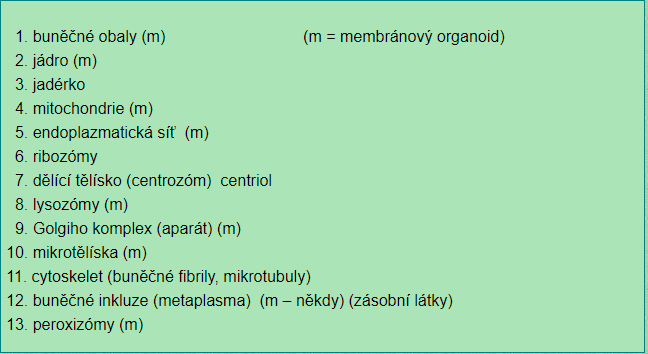 1. buněčné obaly (m) (m = membránový organoid)
2. jádro (m)
3. jadérko
4. mitochondrie (m)
5. endoplazmatická síť (m)
6. ribozómy
7. dělící tělísko (centrozóm) centriol
8. lysozómy (m)
9. Golgiho komplex (aparát) (m)
10. mikrotělíska (m)
11. cytoskelet (buněčné fibrily, mikrotubuly)
12. buněčné inkluze (metaplasma) (m – někdy) (zásobní látky)
13. peroxizómy (m)